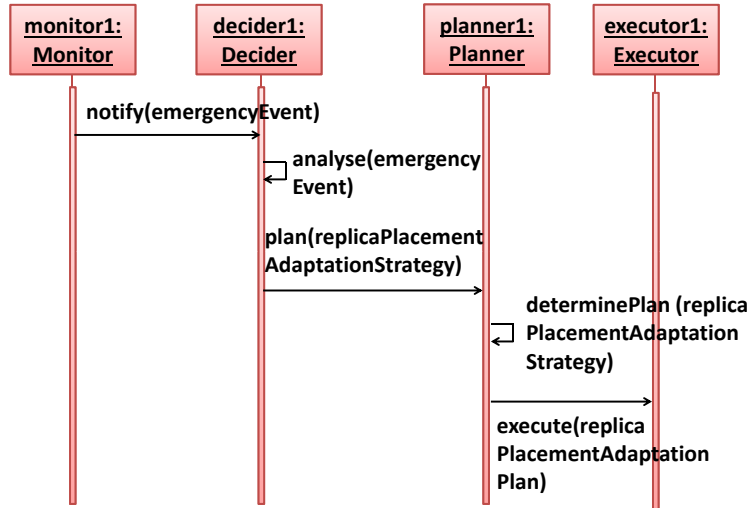 monitor1:
Monitor
decider1:
Decider
planner1:
Planner
executor1:
Executor
notify(emergencyEvent)
analyse(emergency
Event)
plan(replicaPlacement
AdaptationStrategy)
determinePlan (replica
PlacementAdaptation
Strategy)
execute(replica
PlacementAdaptation
Plan)